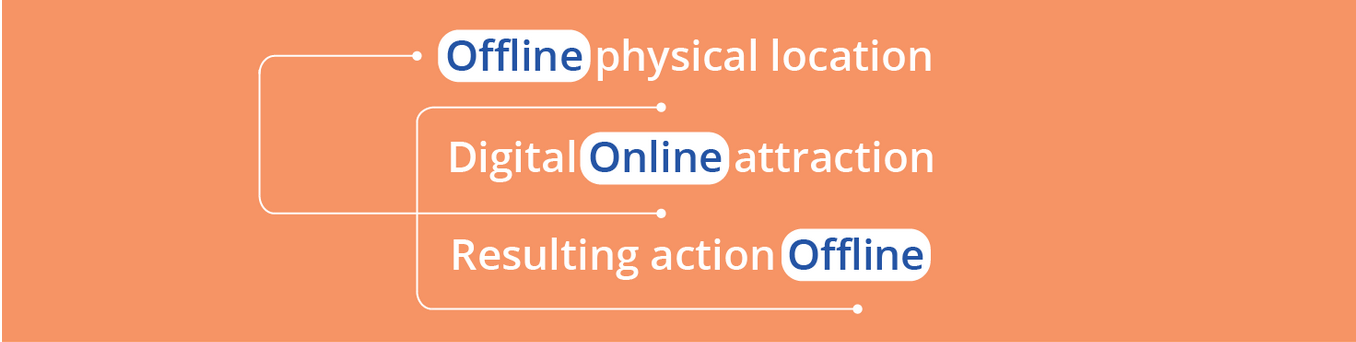 Offline physical location
Digital Online attraction
Resulting action Offline